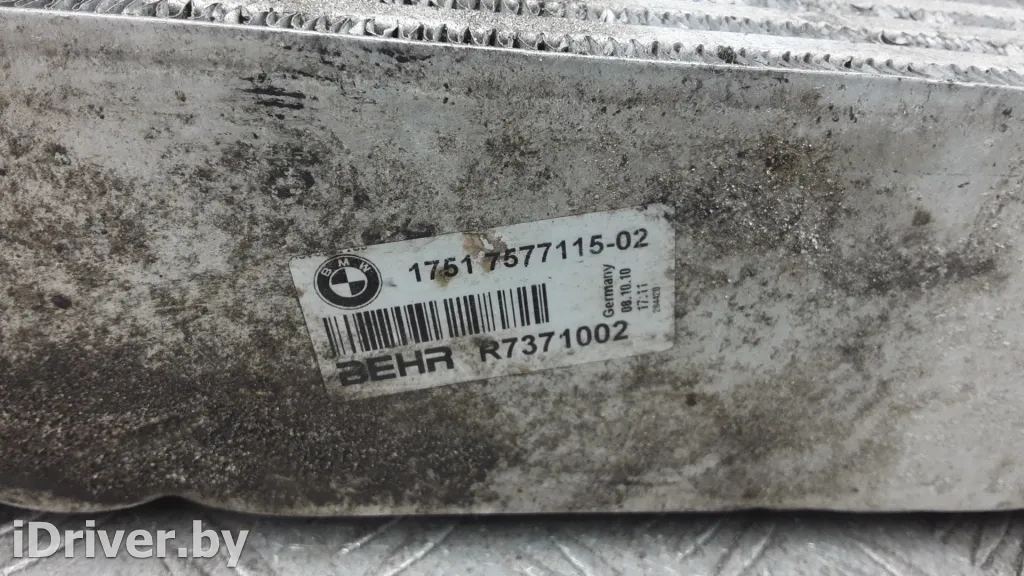 BMW
1751 7577115-02
BEHR R7371002
Germany
08.10.10
17.11
iDriver.by